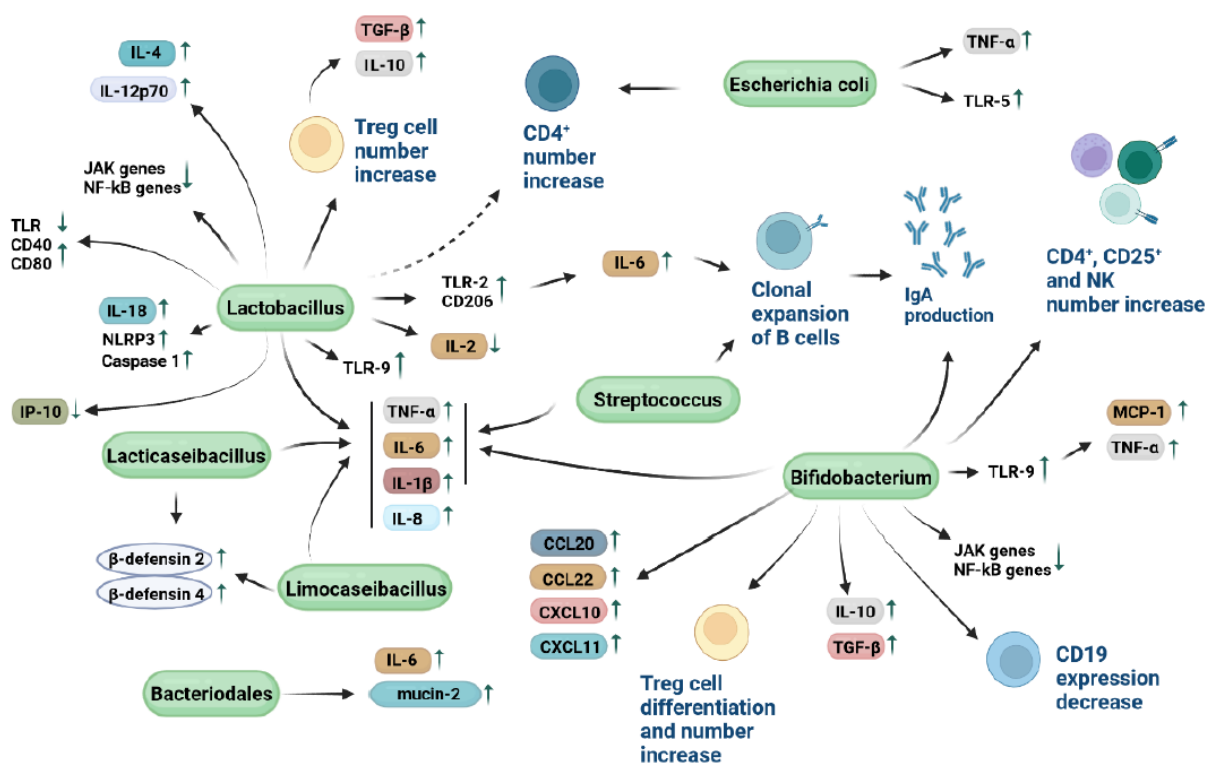 TGF-β
IL-10
IL-4
IL-12p70
TNF-α
TLR-5
Escherichia coli
Treg cell
number
increase
CD4⁺
number
increase
JAK genes
NF-kB genes
TLR
CD40
CD80
Lactobacillus
IL-18
NLRP3
Caspase 1
TLR-2
CD206
IL-6
IL-2
TLR-9
Clonal
expansion
of B cells
IgA
production
CD4⁺, CD25⁺
and NK
number increase
IP-10
Streptococcus
TNF-α
IL-6
IL-1β
IL-8
Lacticaseibacillus
Bifidobacterium
TLR-9
MCP-1
TNF-α
β-defensin 2
β-defensin 4
Limocaseibacillus
CCL20
CCL22
CXCL10
CXCL11
JAK genes
NF-kB genes
IL-10
TGF-β
Treg cell
differentiation
and number
increase
CD19
expression
decrease
Bacteriodales
IL-6
mucin-2